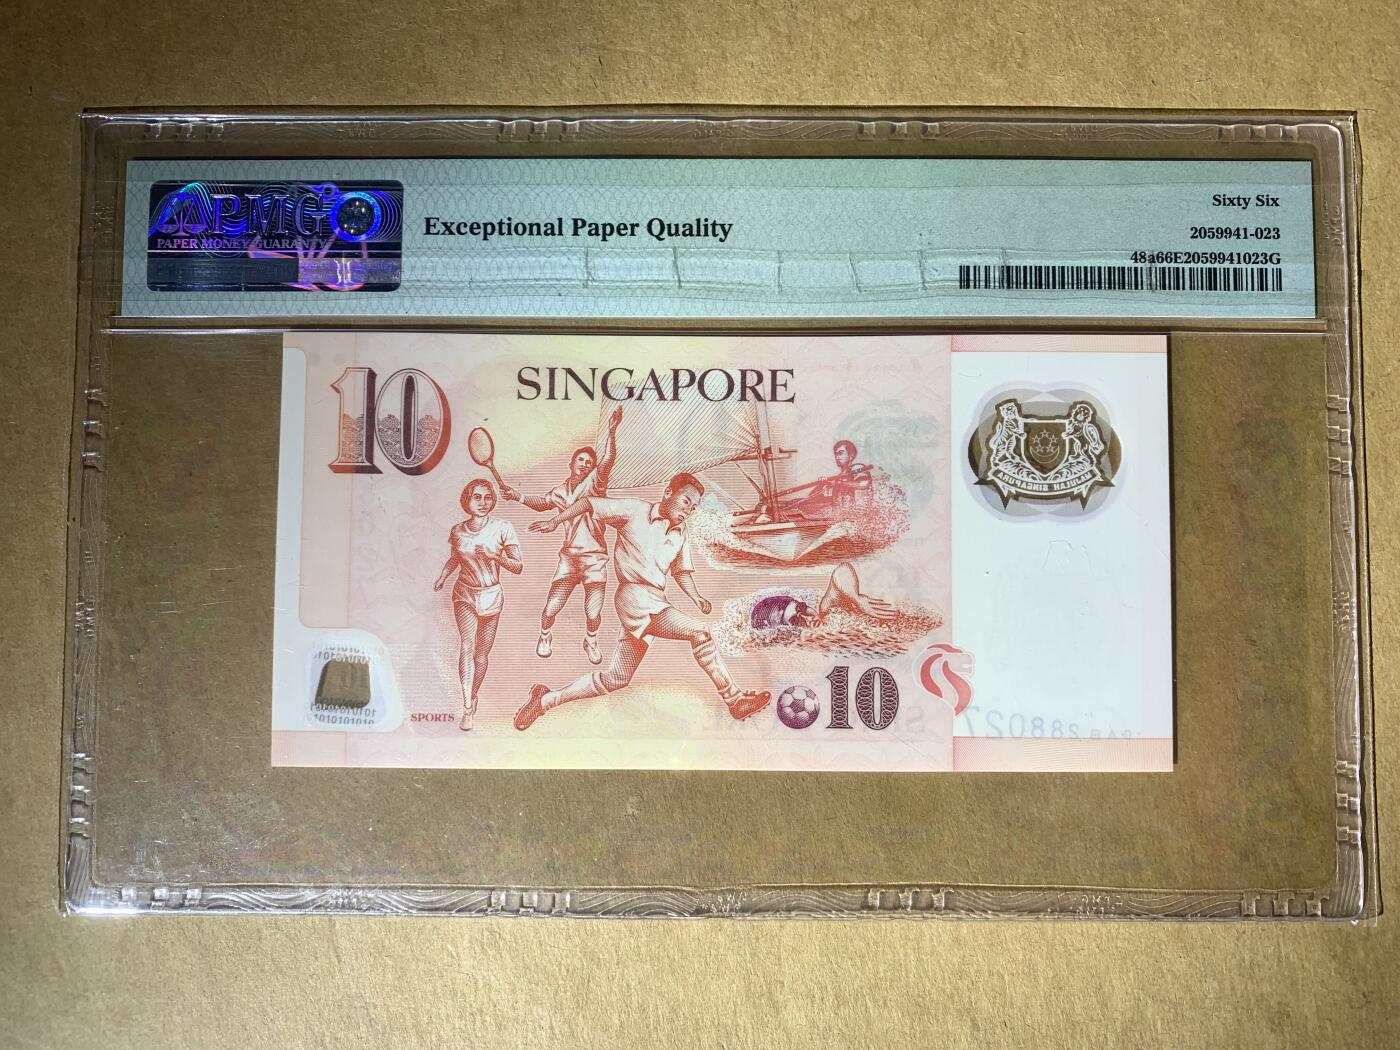 PMG
PAPER MONEY GUARANTY
Exceptional Paper Quality
Sixty Six
2059941-023
48a66E2059941023G
10
SINGAPORE
MAJULAH SINGAPURA
SPORTS
10